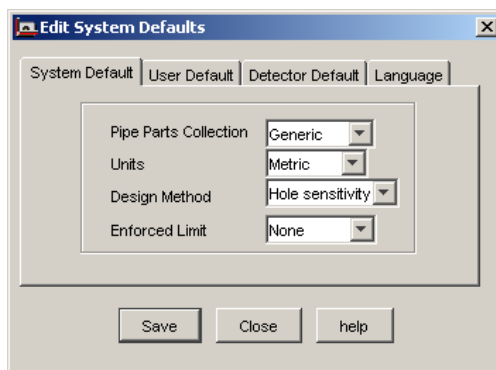 Edit System Defaults
System Default User Default Detector Default Language
Pipe Parts Collection Generic
Units Metric
Design Method Hole sensitivity
Enforced Limit None
Save Close help